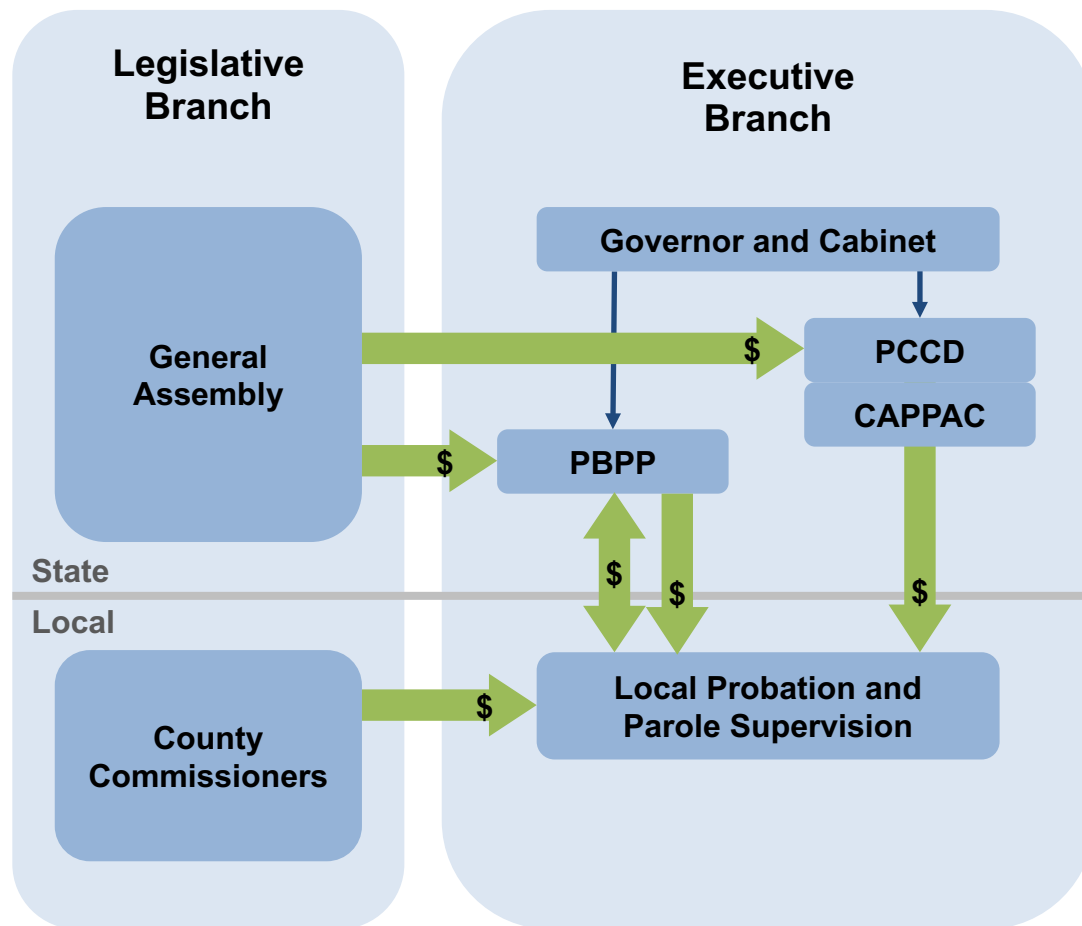 Legislative
Branch
Executive
Branch
Governor and Cabinet
General
Assembly
$
PCCD
CAPPAC
$
PBPP
State
$
$
$
Local
County
Commissioners
$
Local Probation and
Parole Supervision